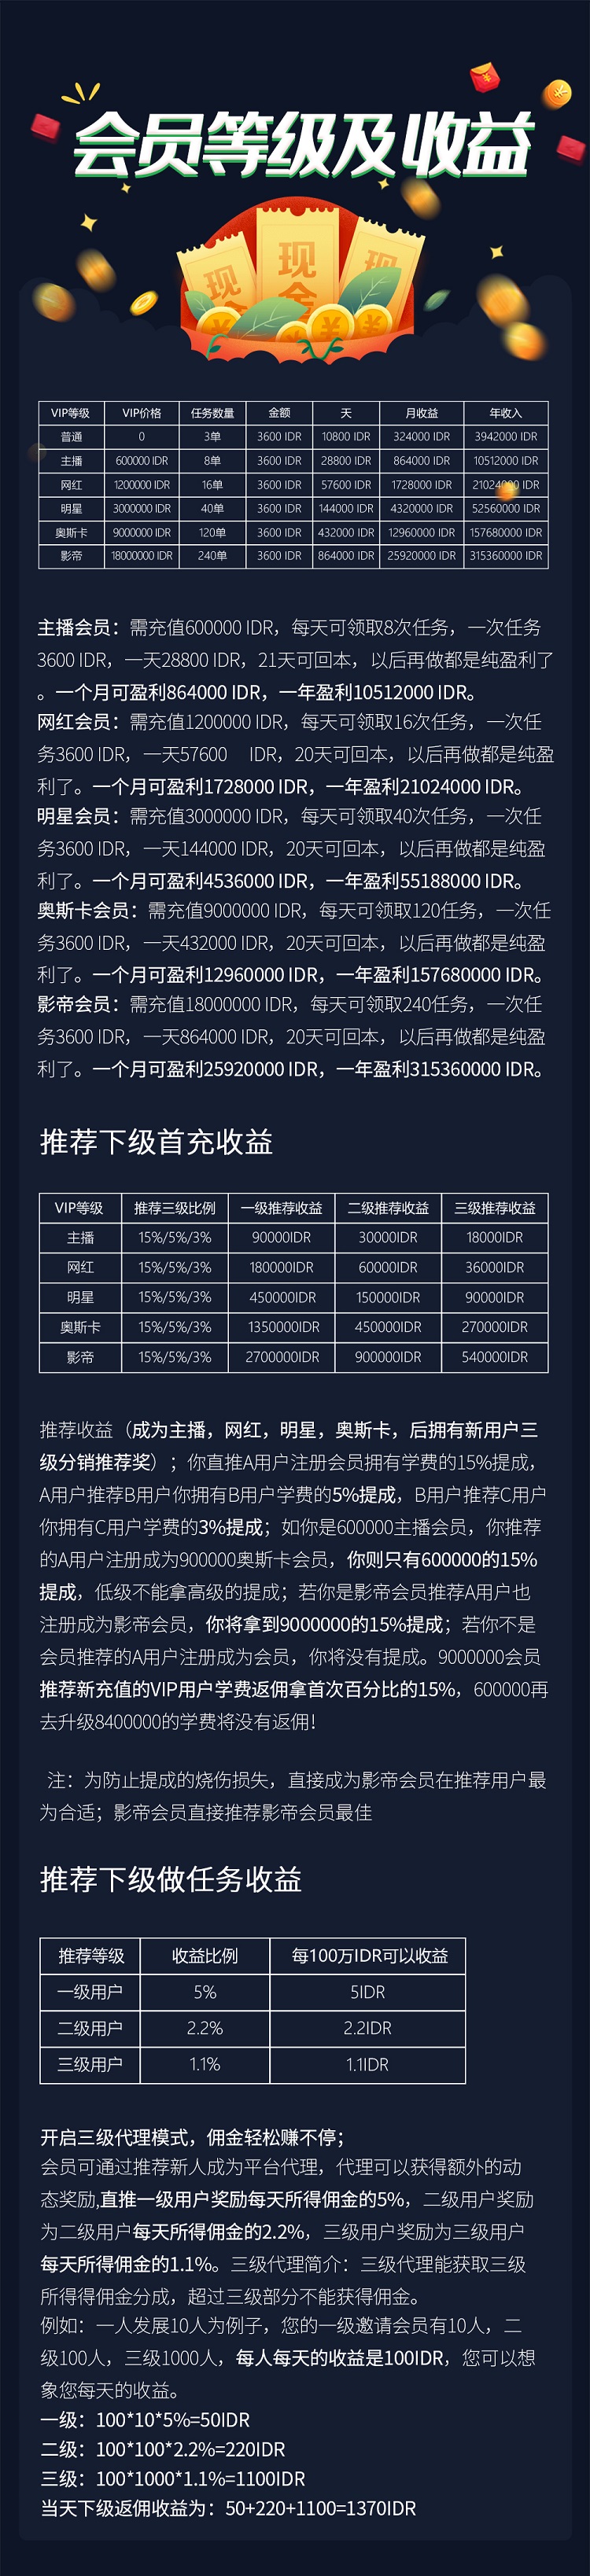 会员等级及收益
现金 现金 现金
VIP等级 VIP价格 任务数量 金额 天 月收益 年收入
普通 0 3单 3600 IDR 10800 IDR 324000 IDR 3942000 IDR
主播 600000 IDR 8单 3600 IDR 28800 IDR 864000 IDR 10512000 IDR
网红 1200000 IDR 16单 3600 IDR 57600 IDR 1728000 IDR 21024000 IDR
明星 3000000 IDR 40单 3600 IDR 144000 IDR 4320000 IDR 52560000 IDR
奥斯卡 9000000 IDR 120单 3600 IDR 432000 IDR 12960000 IDR 157680000 IDR
影帝 18000000 IDR 240单 3600 IDR 864000 IDR 25920000 IDR 315360000 IDR
主播会员：需充值600000 IDR，每天可领取8次任务，一次任务
3600 IDR，一天28800 IDR，21天可回本，以后再做都是纯盈利了
。一个月可盈利864000 IDR，一年盈利10512000 IDR。
网红会员：需充值1200000 IDR，每天可领取16次任务，一次任
务3600 IDR，一天57600 IDR，20天可回本，以后再做都是纯盈
利了。一个月可盈利1728000 IDR，一年盈利21024000 IDR。
明星会员：需充值3000000 IDR，每天可领取40次任务，一次任
务3600 IDR，一天144000 IDR，20天可回本，以后再做都是纯盈
利了。一个月可盈利4536000 IDR，一年盈利55188000 IDR。
奥斯卡会员：需充值9000000 IDR，每天可领取120任务，一次任
务3600 IDR，一天432000 IDR，20天可回本，以后再做都是纯盈
利了。一个月可盈利12960000 IDR，一年盈利157680000 IDR。
影帝会员：需充值18000000 IDR，每天可领取240任务，一次任
务3600 IDR，一天864000 IDR，20天可回本，以后再做都是纯盈
利了。一个月可盈利25920000 IDR，一年盈利315360000 IDR。
推荐下级首充收益
VIP等级 推荐三级比例 一级推荐收益 二级推荐收益 三级推荐收益
主播 15%/5%/3% 90000IDR 30000IDR 18000IDR
网红 15%/5%/3% 180000IDR 60000IDR 36000IDR
明星 15%/5%/3% 450000IDR 150000IDR 90000IDR
奥斯卡 15%/5%/3% 1350000IDR 450000IDR 270000IDR
影帝 15%/5%/3% 2700000IDR 900000IDR 540000IDR
推荐收益（成为主播，网红，明星，奥斯卡，后拥有新用户三
级分销推荐奖）；你直推A用户注册会员拥有学费的15%提成，
A用户推荐B用户你拥有B用户学费的5%提成，B用户推荐C用户
你拥有C用户学费的3%提成；如你是600000主播会员，你推荐
的A用户注册成为900000奥斯卡会员，你则只有600000的15%
提成，低级不能拿高级的提成；若你是影帝会员推荐A用户也
注册成为影帝会员，你将拿到9000000的15%提成；若你不是
会员推荐的A用户注册成为会员，你将没有提成。9000000会员
推荐新充值的VIP用户学费返佣拿首次百分比的15%，600000再
去升级8400000的学费将没有返佣！
注：为防止提成的烧伤损失，直接成为影帝会员在推荐用户最
为合适；影帝会员直接推荐影帝会员最佳
推荐下级做任务收益
推荐等级 收益比例 每100万IDR可以收益
一级用户 5% 5IDR
二级用户 2.2% 2.2IDR
三级用户 1.1% 1.1IDR
开启三级代理模式，佣金轻松赚不停；
会员可通过推荐新人成为平台代理，代理可以获得额外的动
态奖励,直推一级用户奖励每天所得佣金的5%，二级用户奖励
为二级用户每天所得佣金的2.2%，三级用户奖励为三级用户
每天所得佣金的1.1%。三级代理简介：三级代理能获取三级
所得得佣金分成，超过三级部分不能获得佣金。
例如：一人发展10人为例子，您的一级邀请会员有10人，二
级100人，三级1000人，每人每天的收益是100IDR，您可以想
象您每天的收益。
一级：100*10*5%=50IDR
二级：100*100*2.2%=220IDR
三级：100*1000*1.1%=1100IDR
当天下级返佣收益为：50+220+1100=1370IDR